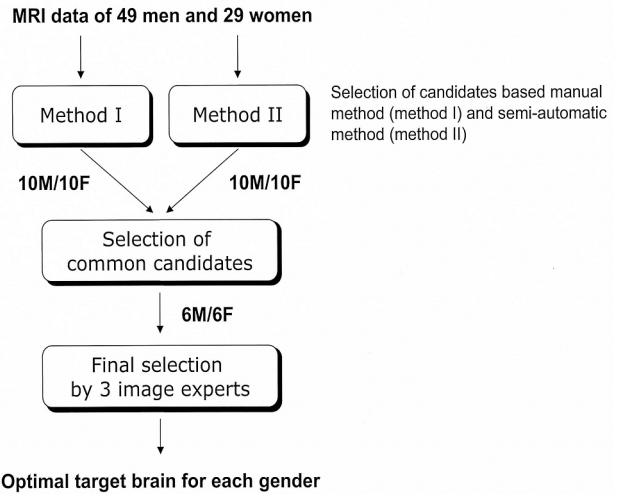 MRI data of 49 men and 29 women
Method I
Method II
Selection of candidates based manual
method (method I) and semi-automatic
method (method II)
10M/10F
10M/10F
Selection of
common candidates
6M/6F
Final selection
by 3 image experts
Optimal target brain for each gender